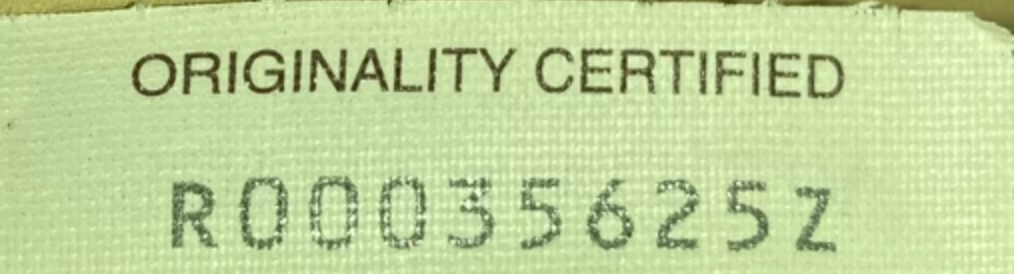 ORIGINALITY CERTIFIED
R00035625Z